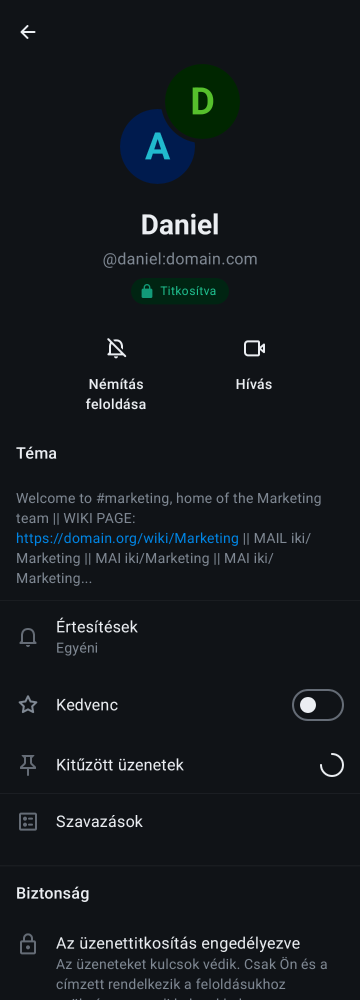 D
A
Daniel
@daniel:domain.com
Titkosítva
Némítás
feloldása
Hívás
Téma
Welcome to #marketing, home of the Marketing
team || WIKI PAGE:
https://domain.org/wiki/Marketing || MAIL iki/
Marketing || MAI iki/Marketing || MAI iki/
Marketing...
Értesítések
Egyéni
Kedvenc
Kitűzött üzenetek
Szavazások
Biztonság
Az üzenettitkosítás engedélyezve
Az üzeneteket kulcsok védik. Csak Ön és a
címzett rendelkezik a feloldásukhoz